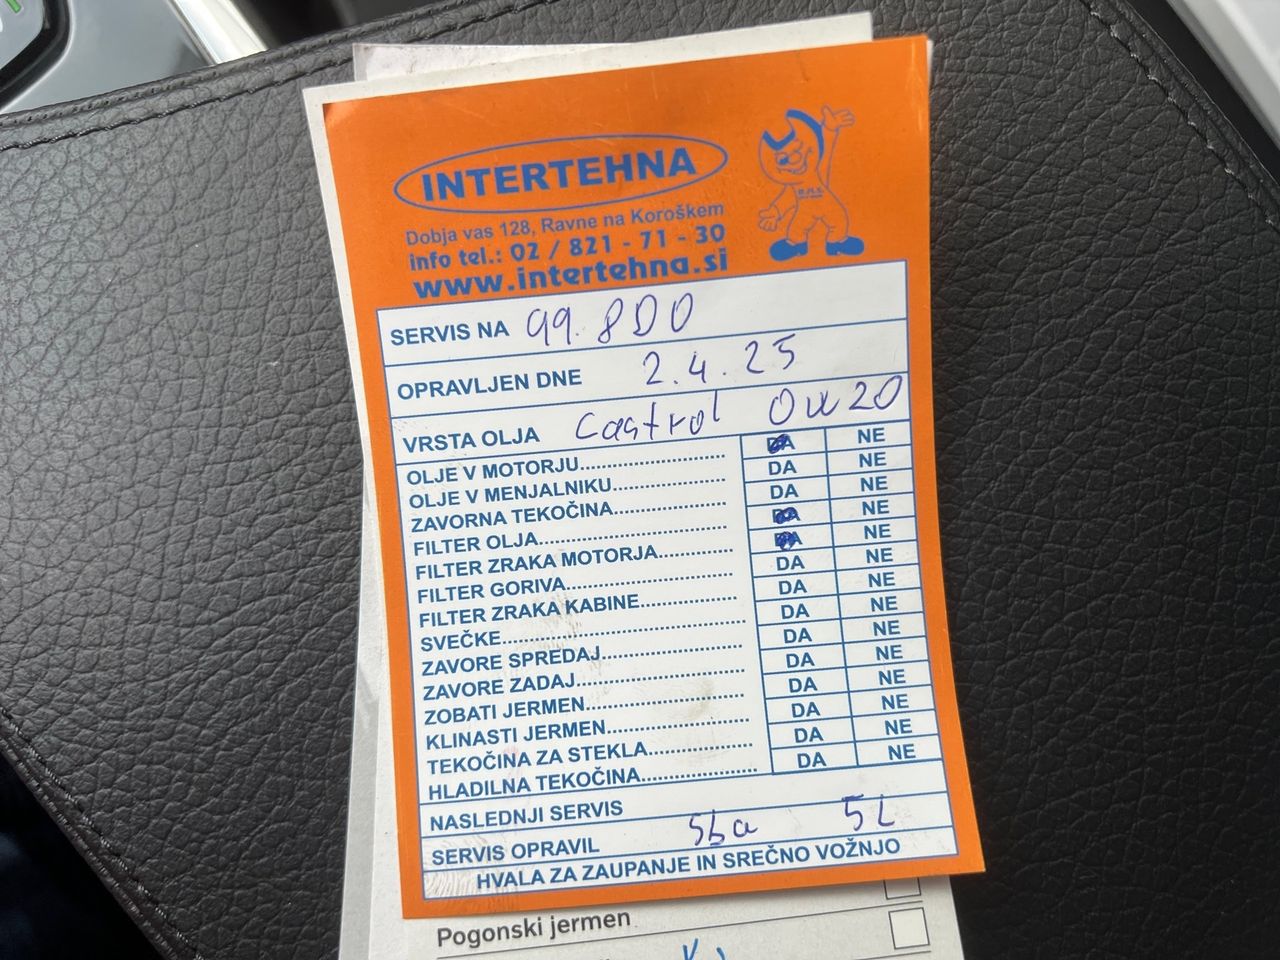 INTERTEHNA
Dobja vas 128, Ravne na Koroškem
info tel.: 02 / 821 - 71 - 30
www.intertehna.si
SERVIS NA 99.800
OPRAVLJEN DNE 2.4.25
VRSTA OLJA Castrol 0W20
OLJE V MOTORJU DA NE
OLJE V MENJALNIKU DA NE
ZAVORNA TEKOČINA DA NE
FILTER OLJA DA NE
FILTER ZRAKA MOTORJA DA NE
FILTER GORIVA DA NE
FILTER ZRAKA KABINE DA NE
SVEČKE DA NE
ZAVORE SPREDAJ DA NE
ZAVORE ZADAJ DA NE
ZOBATI JERMEN DA NE
KLINASTI JERMEN DA NE
TEKOČINA ZA STEKLA DA NE
HLADILNA TEKOČINA DA NE
NASLEDNJI SERVIS
SERVIS OPRAVIL 5L
HVALA ZA ZAUPANJE IN SREČNO VOŽNJO
Pogonski jermen